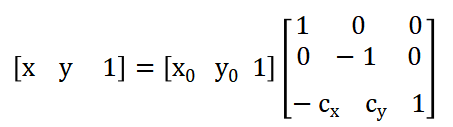 1 0 0
[x y 1] = [x₀ y₀ 1] 0 − 1 0
− cₓ c_y 1